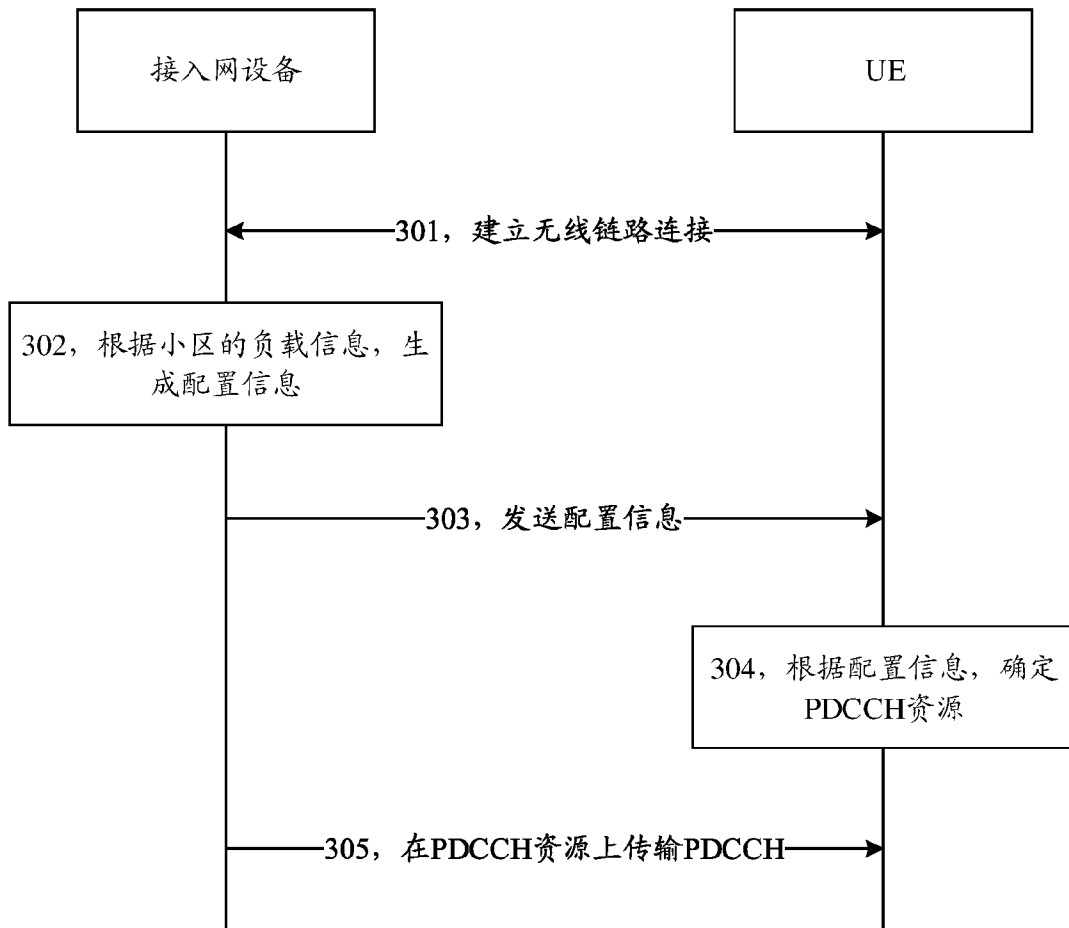 接入网设备
UE
301，建立无线链路连接
302，根据小区的负载信息，生
成配置信息
303，发送配置信息
304，根据配置信息，确定
PDCCH资源
305，在PDCCH资源上传输PDCCH